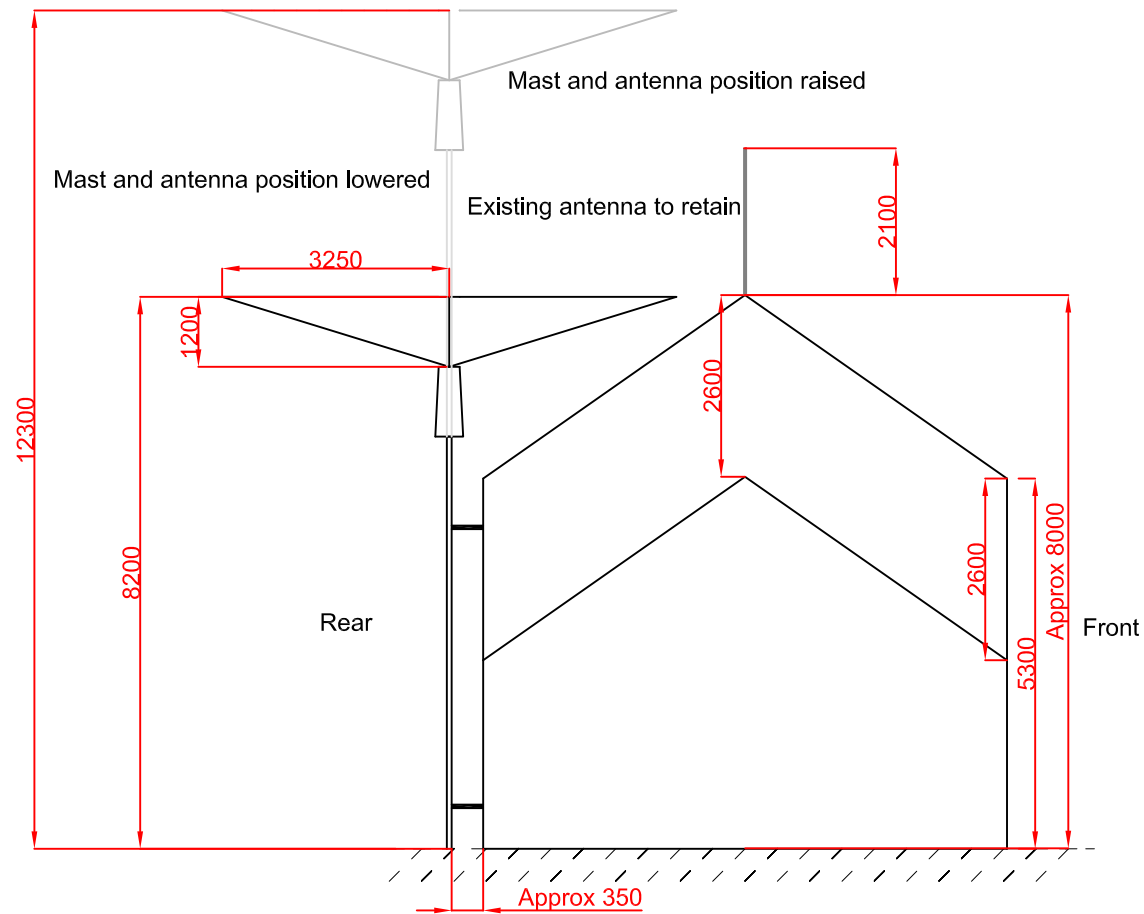 Mast and antenna position raised
Mast and antenna position lowered
Existing antenna to retain
2100
3250
1200
2600
12300
8200
2600
Approx 8000
5300
Rear
Front
Approx 350